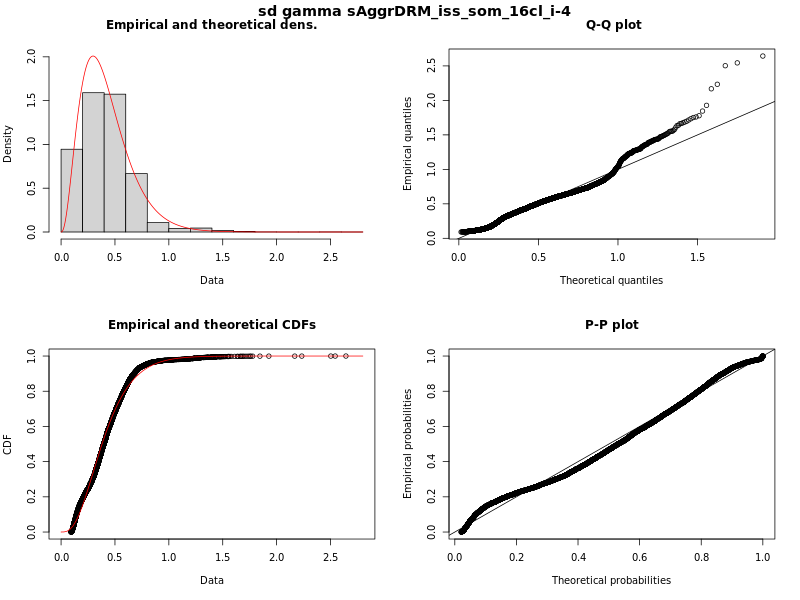 sd gamma sAggrDRM_iss_som_16cl_i-4
Empirical and theoretical dens.
Density
0.0 0.5 1.0 1.5 2.0
0.0 0.5 1.0 1.5 2.0 2.5
Data
Q-Q plot
Empirical quantiles
0.0 0.5 1.0 1.5 2.0 2.5
0.0 0.5 1.0 1.5
Theoretical quantiles
Empirical and theoretical CDFs
CDF
0.0 0.2 0.4 0.6 0.8 1.0
0.0 0.5 1.0 1.5 2.0 2.5
Data
P-P plot
Empirical probabilities
0.0 0.2 0.4 0.6 0.8 1.0
0.0 0.2 0.4 0.6 0.8 1.0
Theoretical probabilities